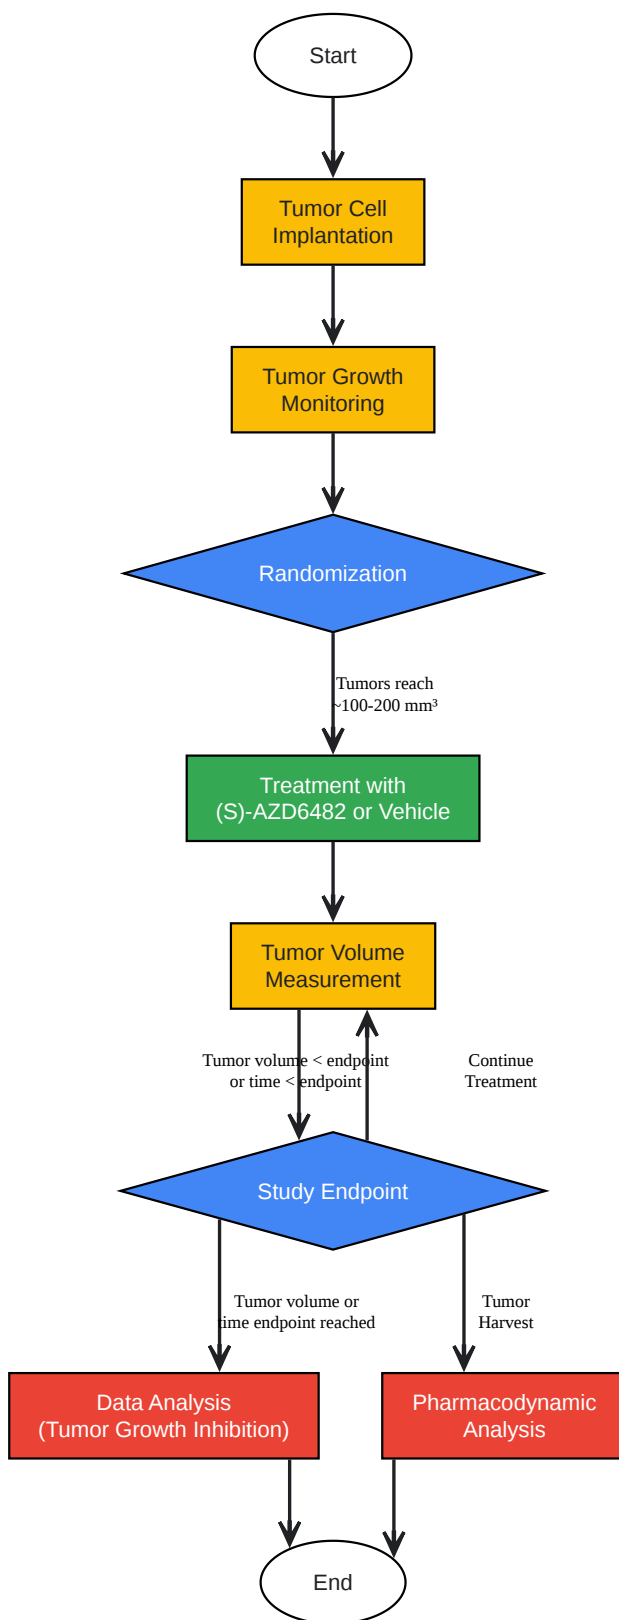 Start
Tumor Cell
Implantation
Tumor Growth
Monitoring
Randomization
Tumors reach
~100-200 mm³
Treatment with
(S)-AZD6482 or Vehicle
Tumor Volume
Measurement
Tumor volume < endpoint
or time < endpoint
Continue
Treatment
Study Endpoint
Tumor volume or
time endpoint reached
Tumor
Harvest
Data Analysis
(Tumor Growth Inhibition)
Pharmacodynamic
Analysis
End